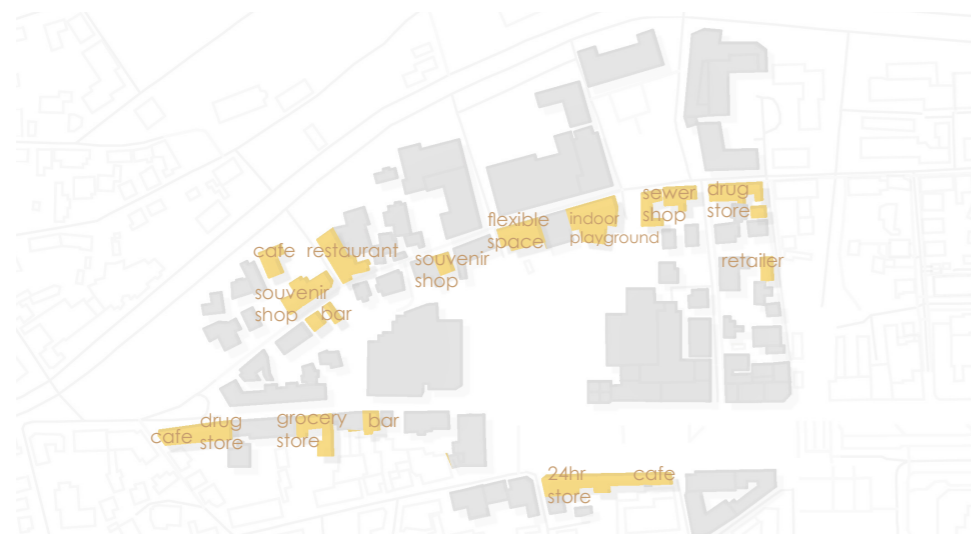 sewer
shop
drug
store
flexible
space
indoor
playground
cafe
restaurant
souvenir
shop
retailer
souvenir
shop
bar
cafe
drug
store
grocery
store
bar
24hr
store
cafe